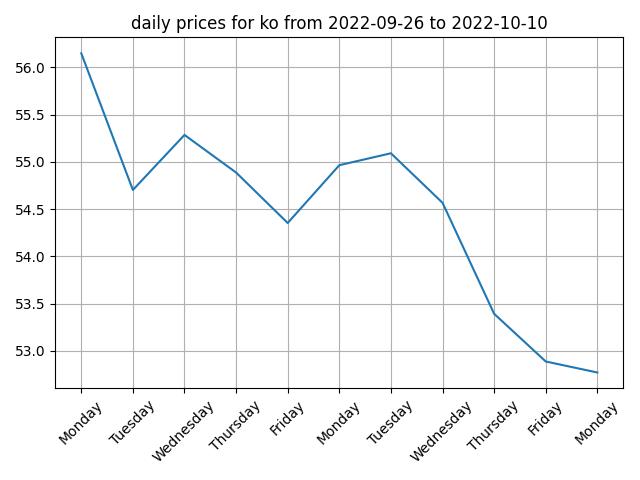 daily prices for ko from 2022-09-26 to 2022-10-10
56.0
55.5
55.0
54.5
54.0
53.5
53.0
Monday
Tuesday
Wednesday
Thursday
Friday
Monday
Tuesday
Wednesday
Thursday
Friday
Monday